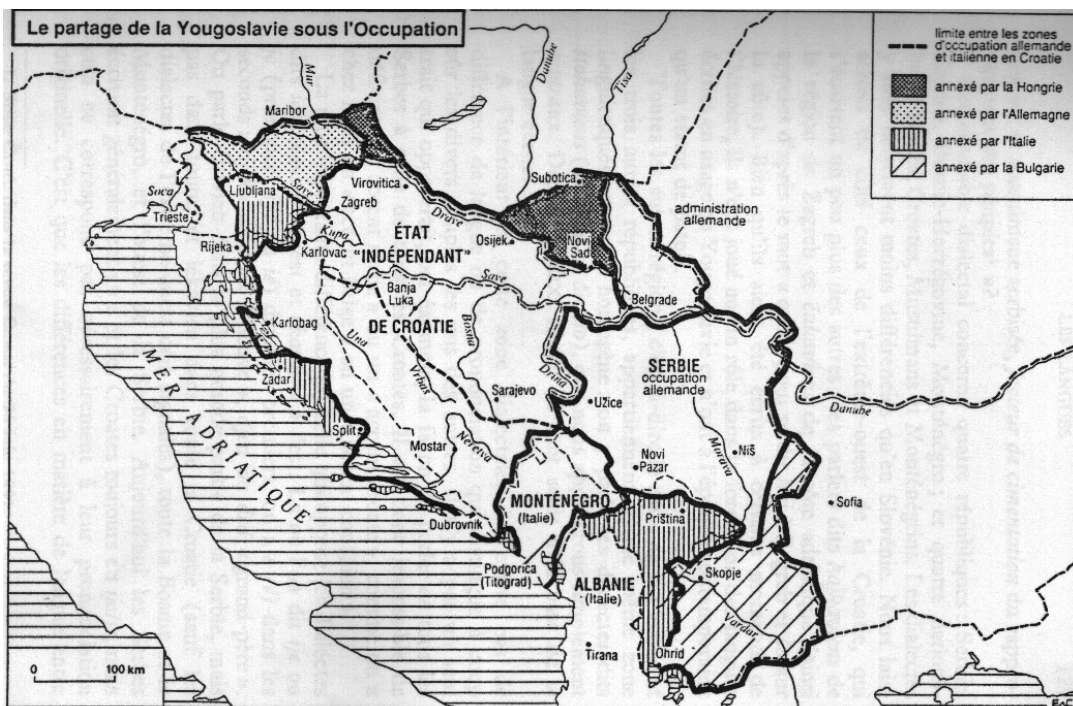 Le partage de la Yougoslavie sous l'Occupation
limite entre les zones
d'occupation allemande
et italienne en Croatie
annexé par la Hongrie
annexé par l'Allemagne
annexé par l'Italie
annexé par la Bulgarie
Mur
Danube
Tisa
Maribor
Soca
Ljubljana
Save
Virovitica
Drave
Subotica
administration
allemande
Trieste
Zagreb
Kupa
Rijeka
Karlovac
ÉTAT
"INDÉPENDANT"
Osijek
Novi
Sad
Banja
Luka
Save
Belgrade
Karlobag
DE CROATIE
Una
Vrbas
Bosna
SERBIE
occupation
allemande
Drina
Zadar
Sarajevo
Užice
Danube
Split
Mostar
Neretva
Novi
Pazar
Morava
Niš
MER ADRIATIQUE
MONTÉNÉGRO
(Italie)
Priština
Sofia
Dubrovnik
Podgorica
(Titograd)
ALBANIE
(Italie)
Skopje
Vardar
Tirana
Ohrid
0 100 km